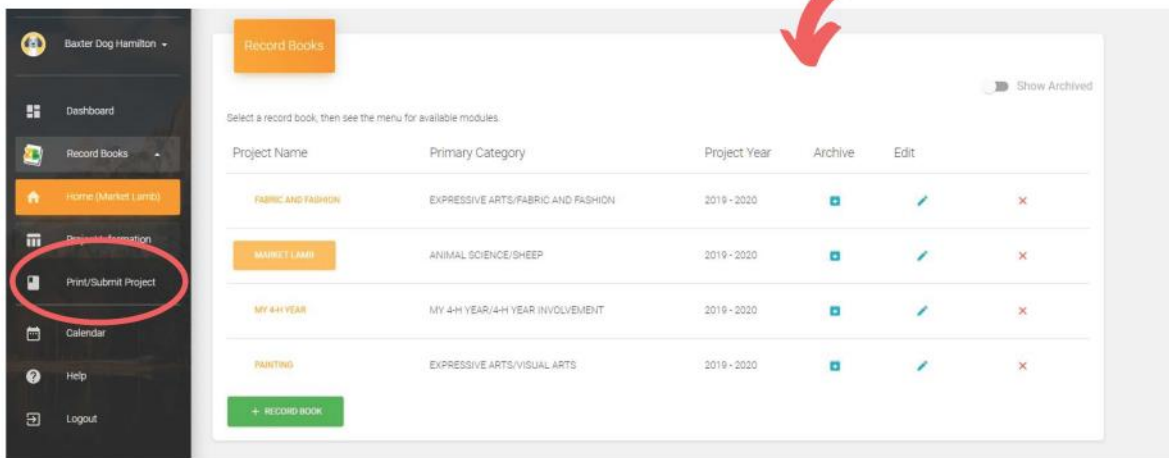 Baxter Dog Hamilton
Dashboard
Record Books
Home (Market Lamb)
Project Information
Print/Submit Project
Calendar
Help
Logout
Record Books
Show Archived
Select a record book, then see the menu for available modules.
Project Name Primary Category Project Year Archive Edit
FABRIC AND FASHION EXPRESSIVE ARTS/FABRIC AND FASHION 2019 - 2020
MARKET LAMB ANIMAL SCIENCE/SHEEP 2019 - 2020
MY 4-H YEAR MY 4-H YEAR/4-H YEAR INVOLVEMENT 2019 - 2020
PAINTING EXPRESSIVE ARTS/VISUAL ARTS 2019 - 2020
+ RECORD BOOK